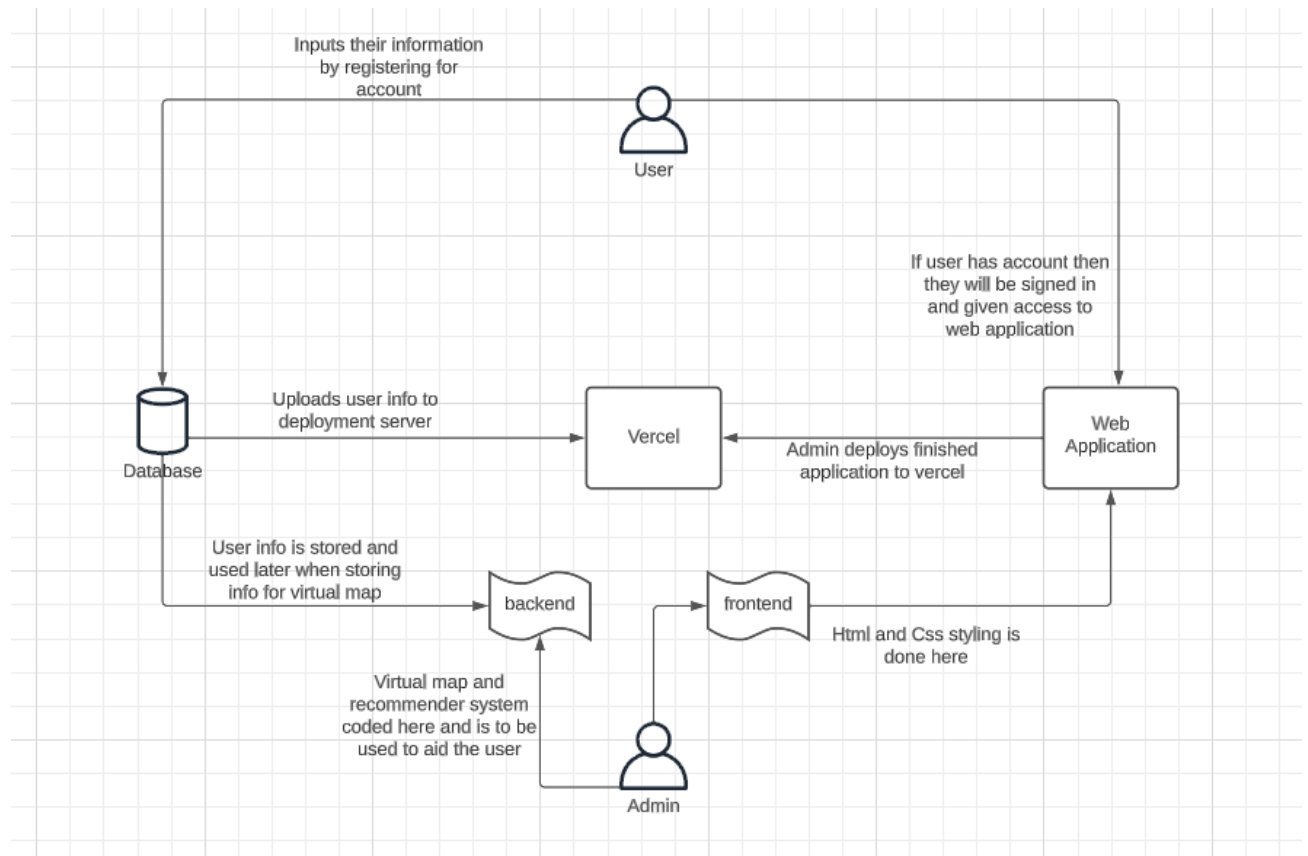 Inputs their information
by registering for
account
User
If user has account then
they will be signed in
and given access to
web application
Uploads user info to
deployment server
Vercel
Web
Application
Admin deploys finished
application to vercel
Database
User info is stored and
used later when storing
info for virtual map
backend
frontend
Html and Css styling is
done here
Virtual map and
recommender system
coded here and is to be
used to aid the user
Admin